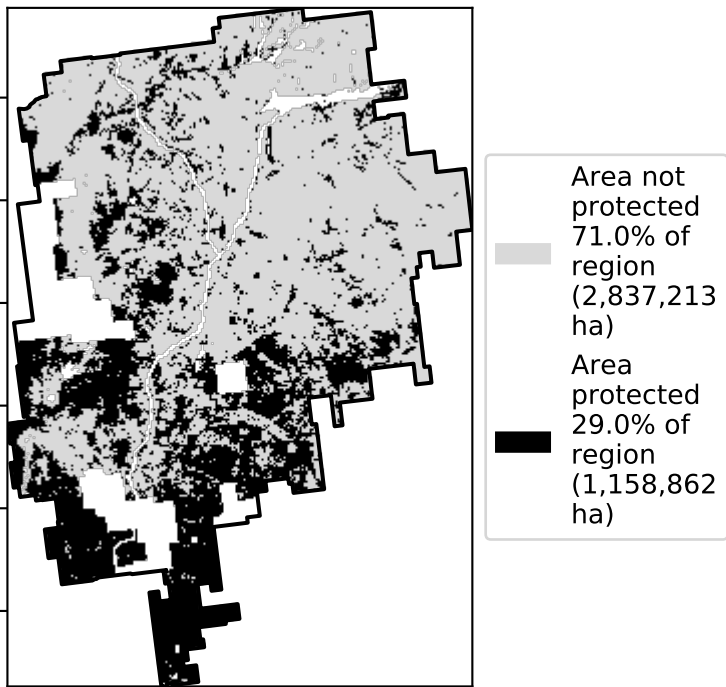 Area not
protected
71.0% of
region
(2,837,213
ha)
Area
protected
29.0% of
region
(1,158,862
ha)